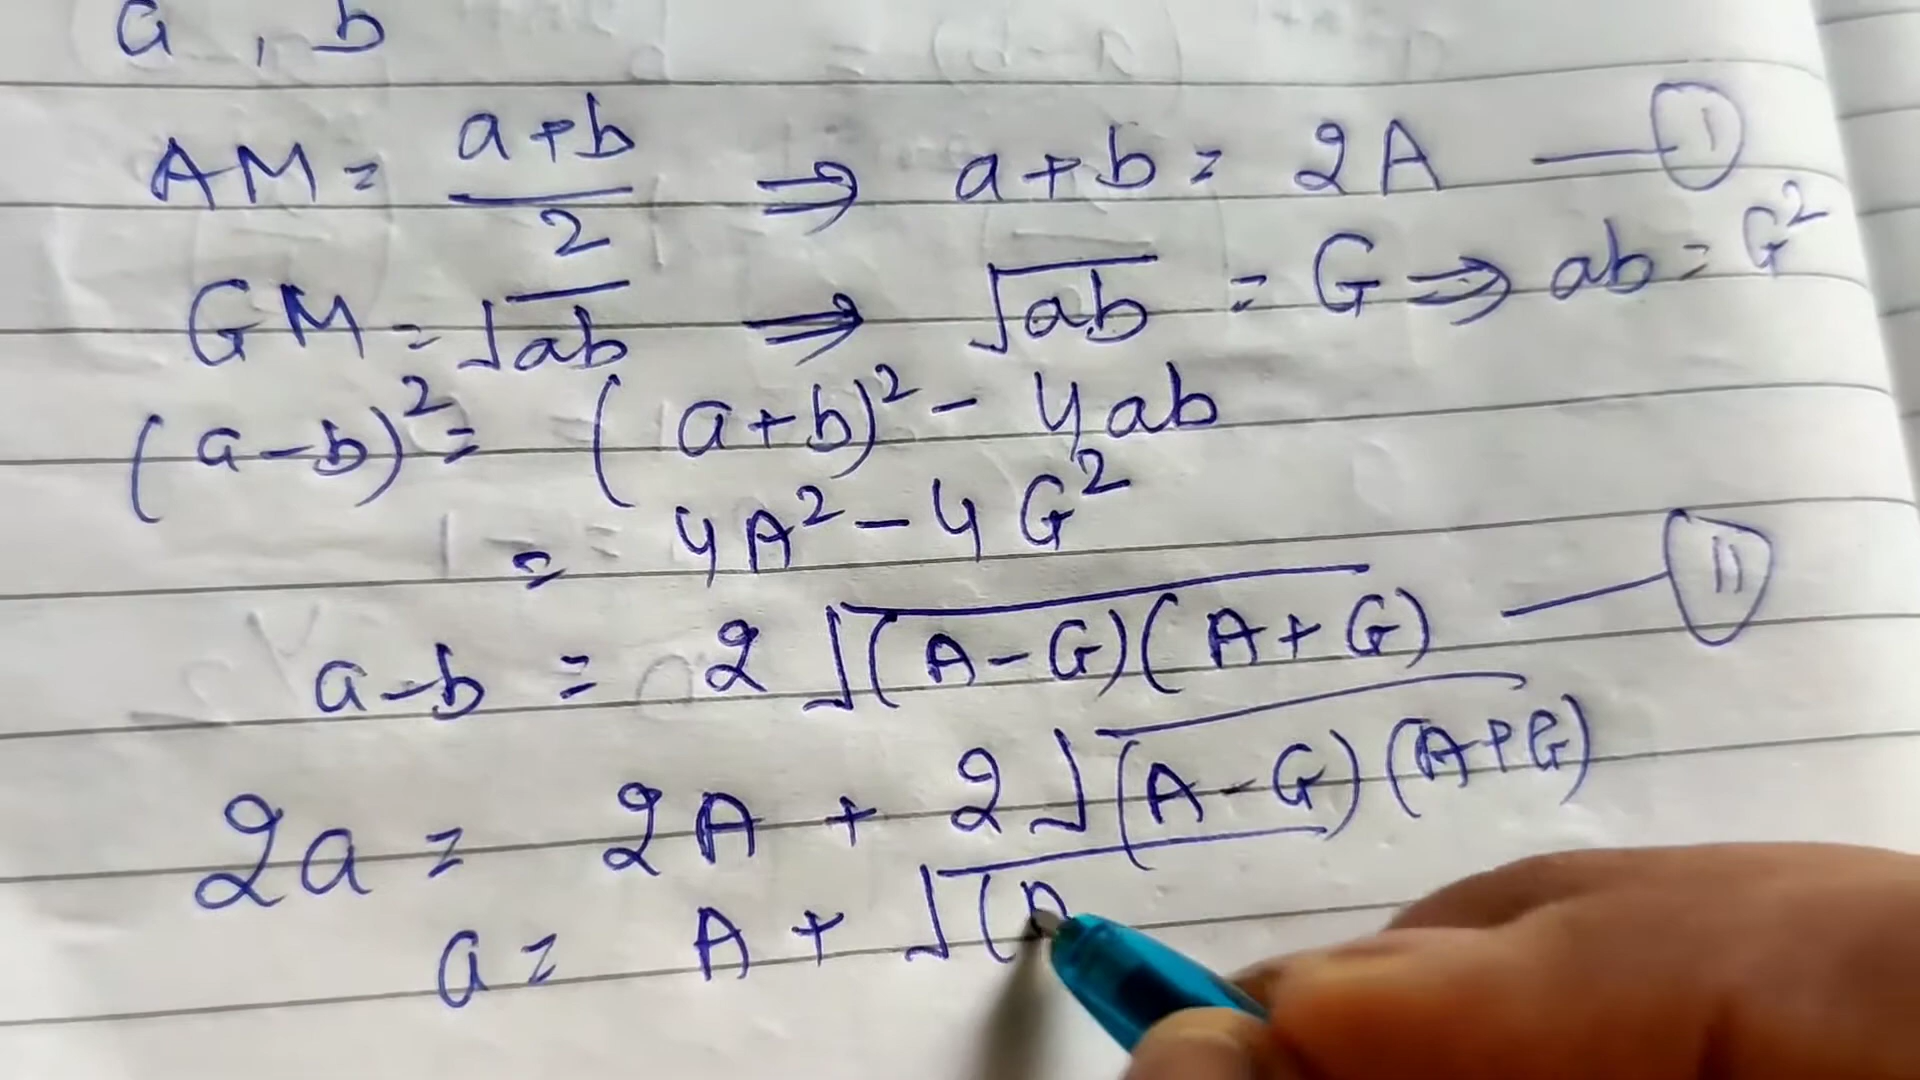 a , b
AM = a+b/2 ⇒ a+b = 2A — (I)
GM = √ab ⇒ √ab = G ⇒ ab = G²
(a-b)² = (a+b)² - 4ab
= 4A² - 4G²
a-b = 2 √(A-G)(A+G) — (II)
2a = 2A + 2√(A-G)(A+G)
a = A + √(A